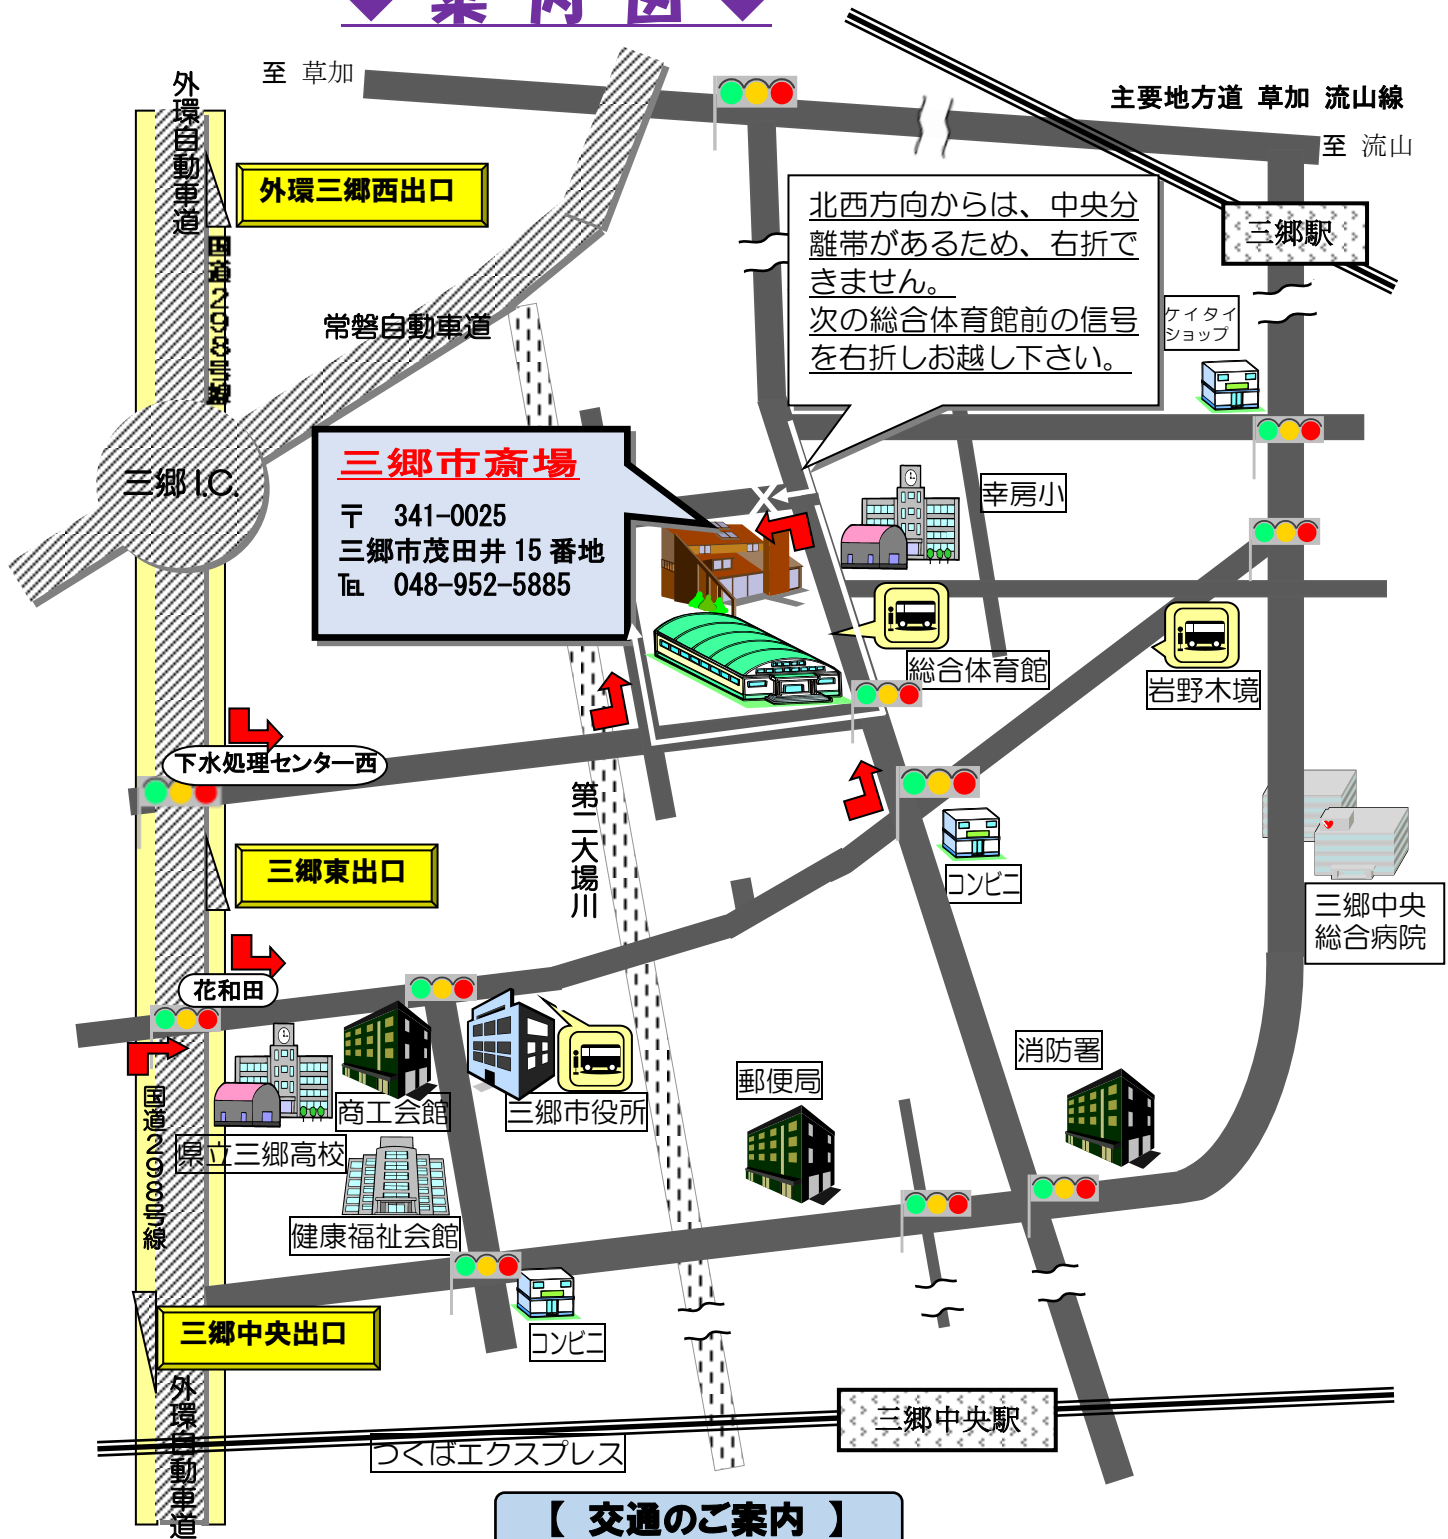 ◆ 案 内 図 ◆
至 草加
主要地方道 草加 流山線
至 流山
外環自動車道
外環三郷西出口
国道298号線
常磐自動車道
北西方向からは、中央分
離帯があるため、右折で
きません。
次の総合体育館前の信号
を右折しお越し下さい。
三郷駅
ケイタイ
ショップ
三郷I.C.
三郷市斎場
〒 341-0025
三郷市茂田井 15 番地
℡ 048-952-5885
幸房小
総合体育館
岩野木境
下水処理センター西
第二大場川
三郷東出口
コンビニ
三郷中央
総合病院
花和田
国道298号線
県立三郷高校
商工会館
三郷市役所
健康福祉会館
郵便局
消防署
三郷中央出口
コンビニ
外環自動車道
三郷中央駅
つくばエクスプレス
【 交通のご案内 】